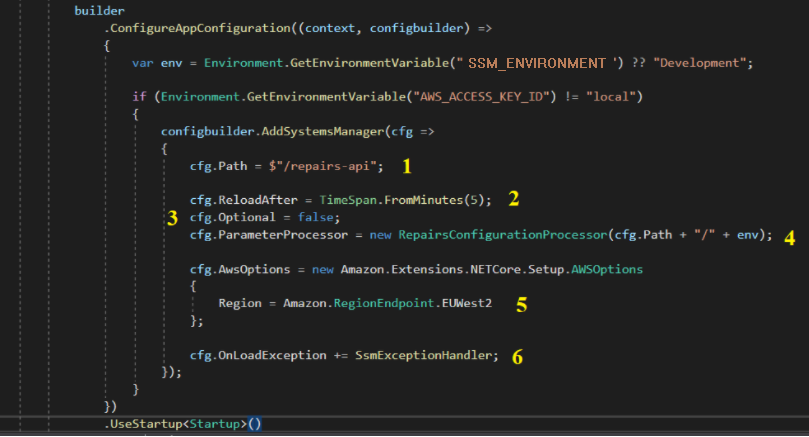 builder
.ConfigureAppConfiguration((context, configbuilder) =>
{
var env = Environment.GetEnvironmentVariable(" SSM_ENVIRONMENT ') ?? "Development";
if (Environment.GetEnvironmentVariable("AWS_ACCESS_KEY_ID") != "local")
{
configbuilder.AddSystemsManager(cfg =>
{
cfg.Path = $"/repairs-api"; 1
cfg.ReloadAfter = TimeSpan.FromMinutes(5); 2
3 cfg.Optional = false;
cfg.ParameterProcessor = new RepairsConfigurationProcessor(cfg.Path + "/" + env); 4
cfg.AwsOptions = new Amazon.Extensions.NETCore.Setup.AWSOptions
{
Region = Amazon.RegionEndpoint.EUWest2 5
};
cfg.OnLoadException += SsmExceptionHandler; 6
});
}
})
.UseStartup<Startup>()